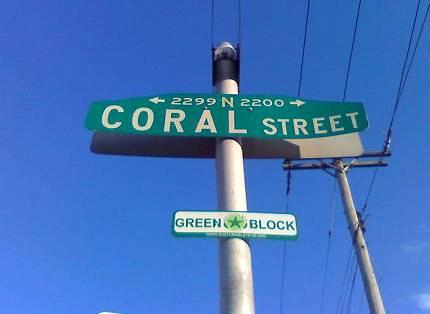 ← 2299 N 2200 →
CORAL STREET
GREEN BLOCK